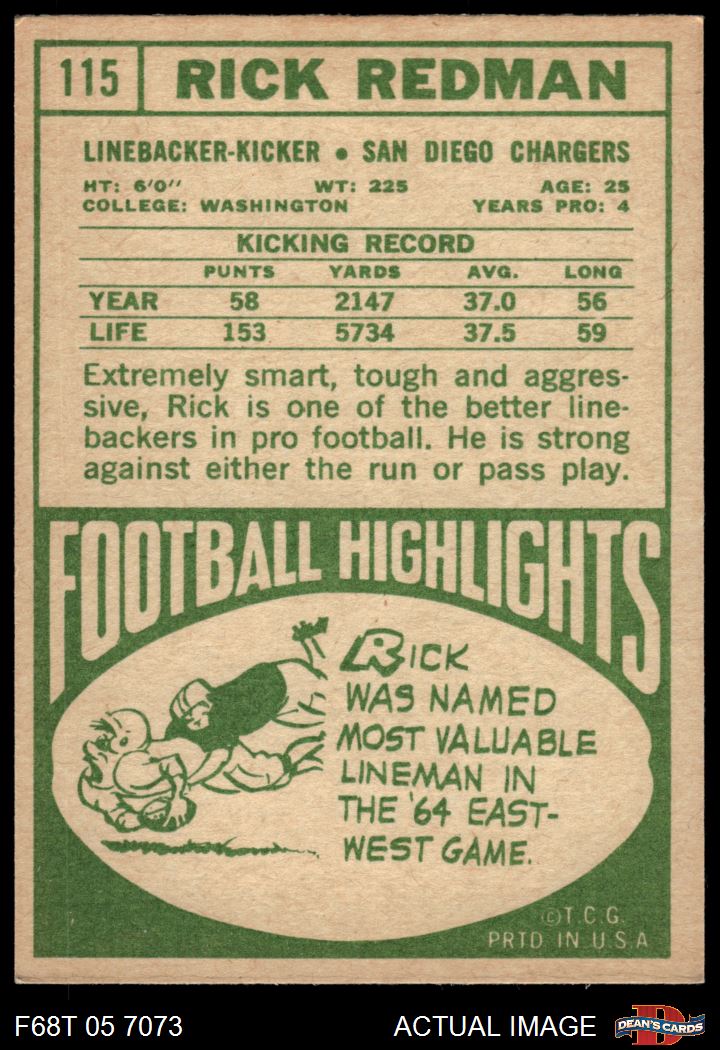 115 RICK REDMAN
LINEBACKER-KICKER • SAN DIEGO CHARGERS
HT: 6'0" WT: 225 AGE: 25
COLLEGE: WASHINGTON YEARS PRO: 4
KICKING RECORD
PUNTS YARDS AVG. LONG
YEAR 58 2147 37.0 56
LIFE 153 5734 37.5 59
Extremely smart, tough and aggres-
sive, Rick is one of the better line-
backers in pro football. He is strong
against either the run or pass play.
FOOTBALL HIGHLIGHTS
RICK
WAS NAMED
MOST VALUABLE
LINEMAN IN
THE '64 EAST-
WEST GAME.
©T.C.G.
PRTD IN U.S.A
F68T 05 7073 ACTUAL IMAGE DEAN'S CARDS